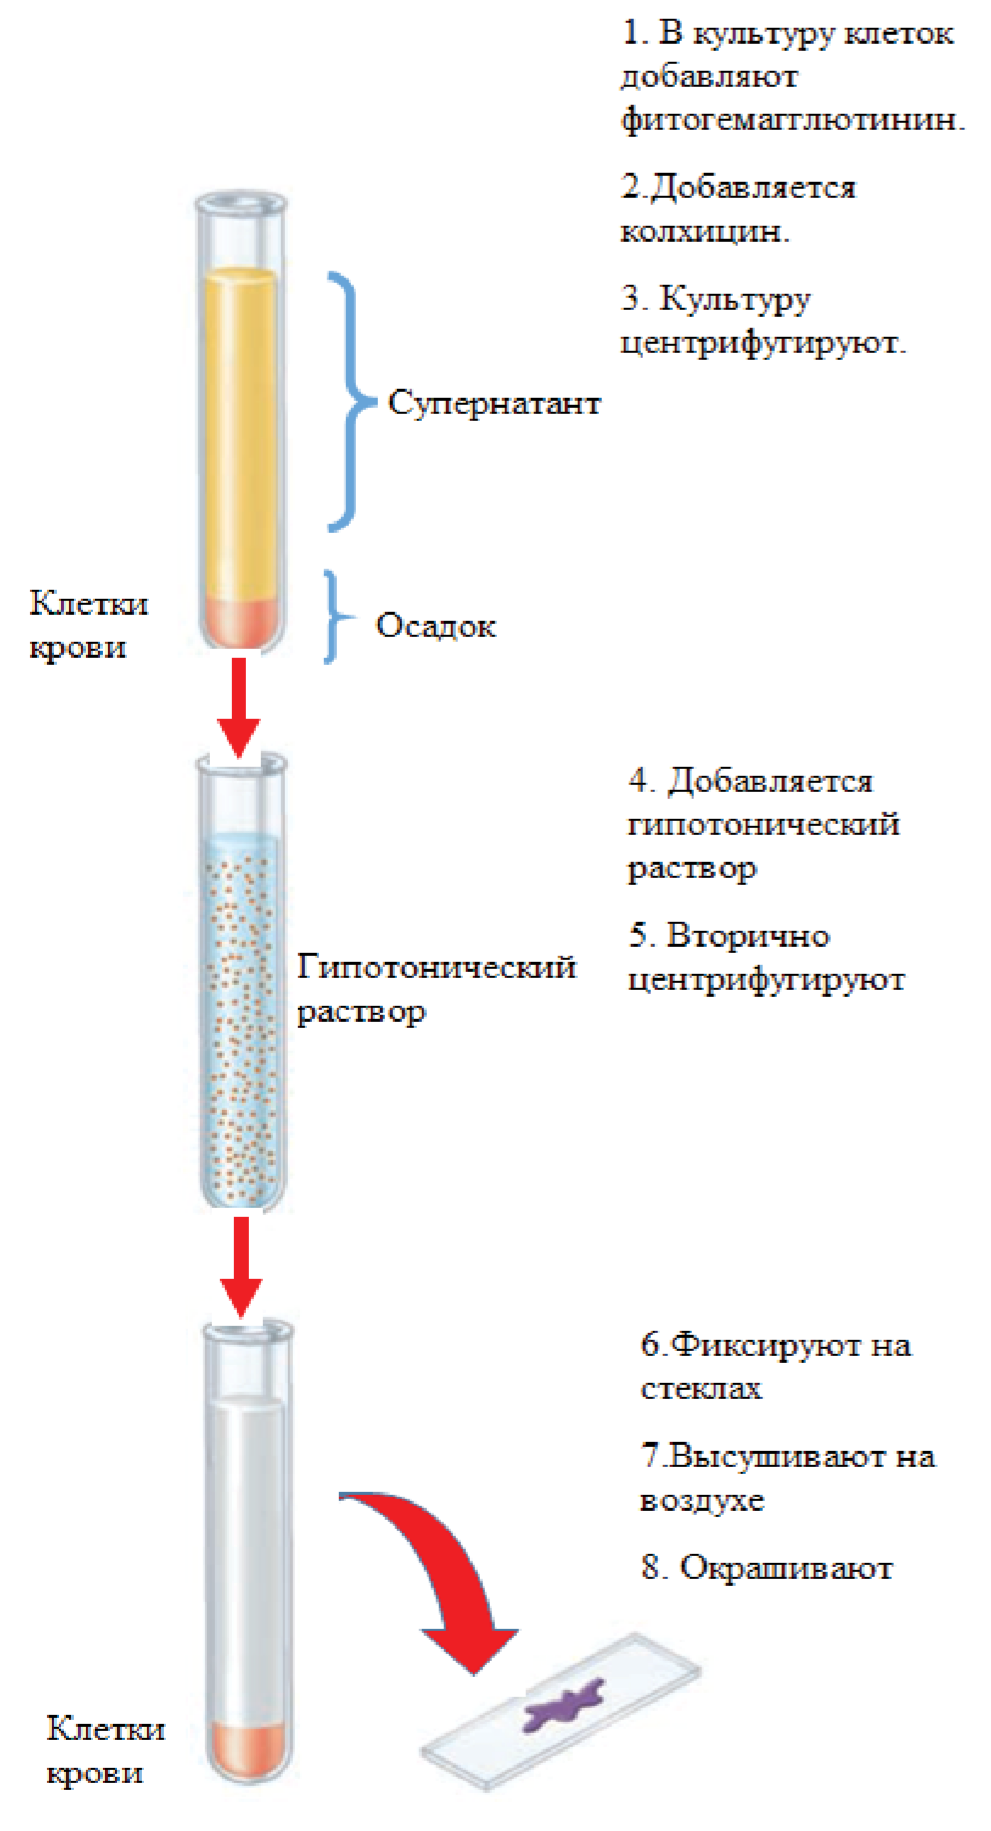 1. В культуру клеток
добавляют
фитогемагглютинин.
2.Добавляется
колхицин.
3. Культуру
центрифугируют.
Супернатант
Клетки
крови
Осадок
4. Добавляется
гипотонический
раствор
5. Вторично
центрифугируют
Гипотонический
раствор
6.Фиксируют на
стеклах
7.Высушивают на
воздухе
8. Окрашивают
Клетки
крови